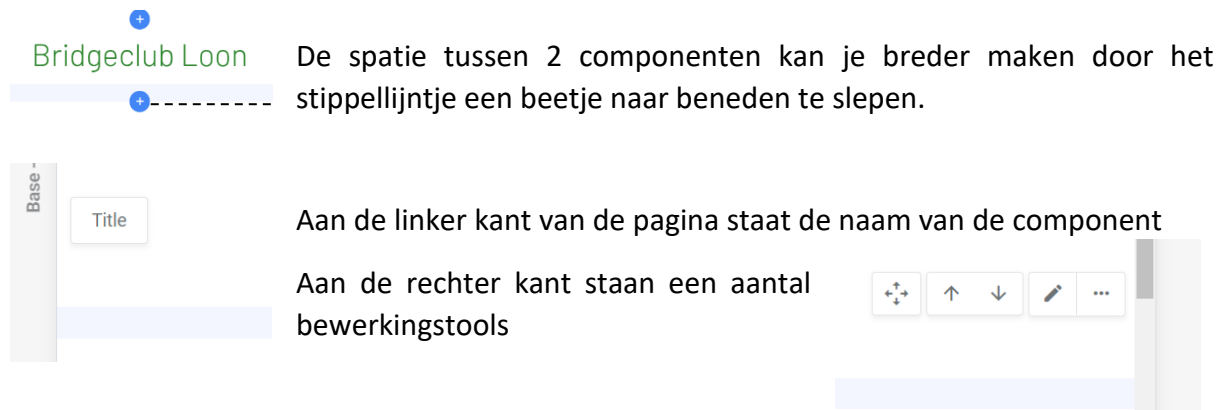 Bridgeclub Loon
De spatie tussen 2 componenten kan je breder maken door het
stippellijntje een beetje naar beneden te slepen.
Base -
Title
Aan de linker kant van de pagina staat de naam van de component
Aan de rechter kant staan een aantal
bewerkingstools